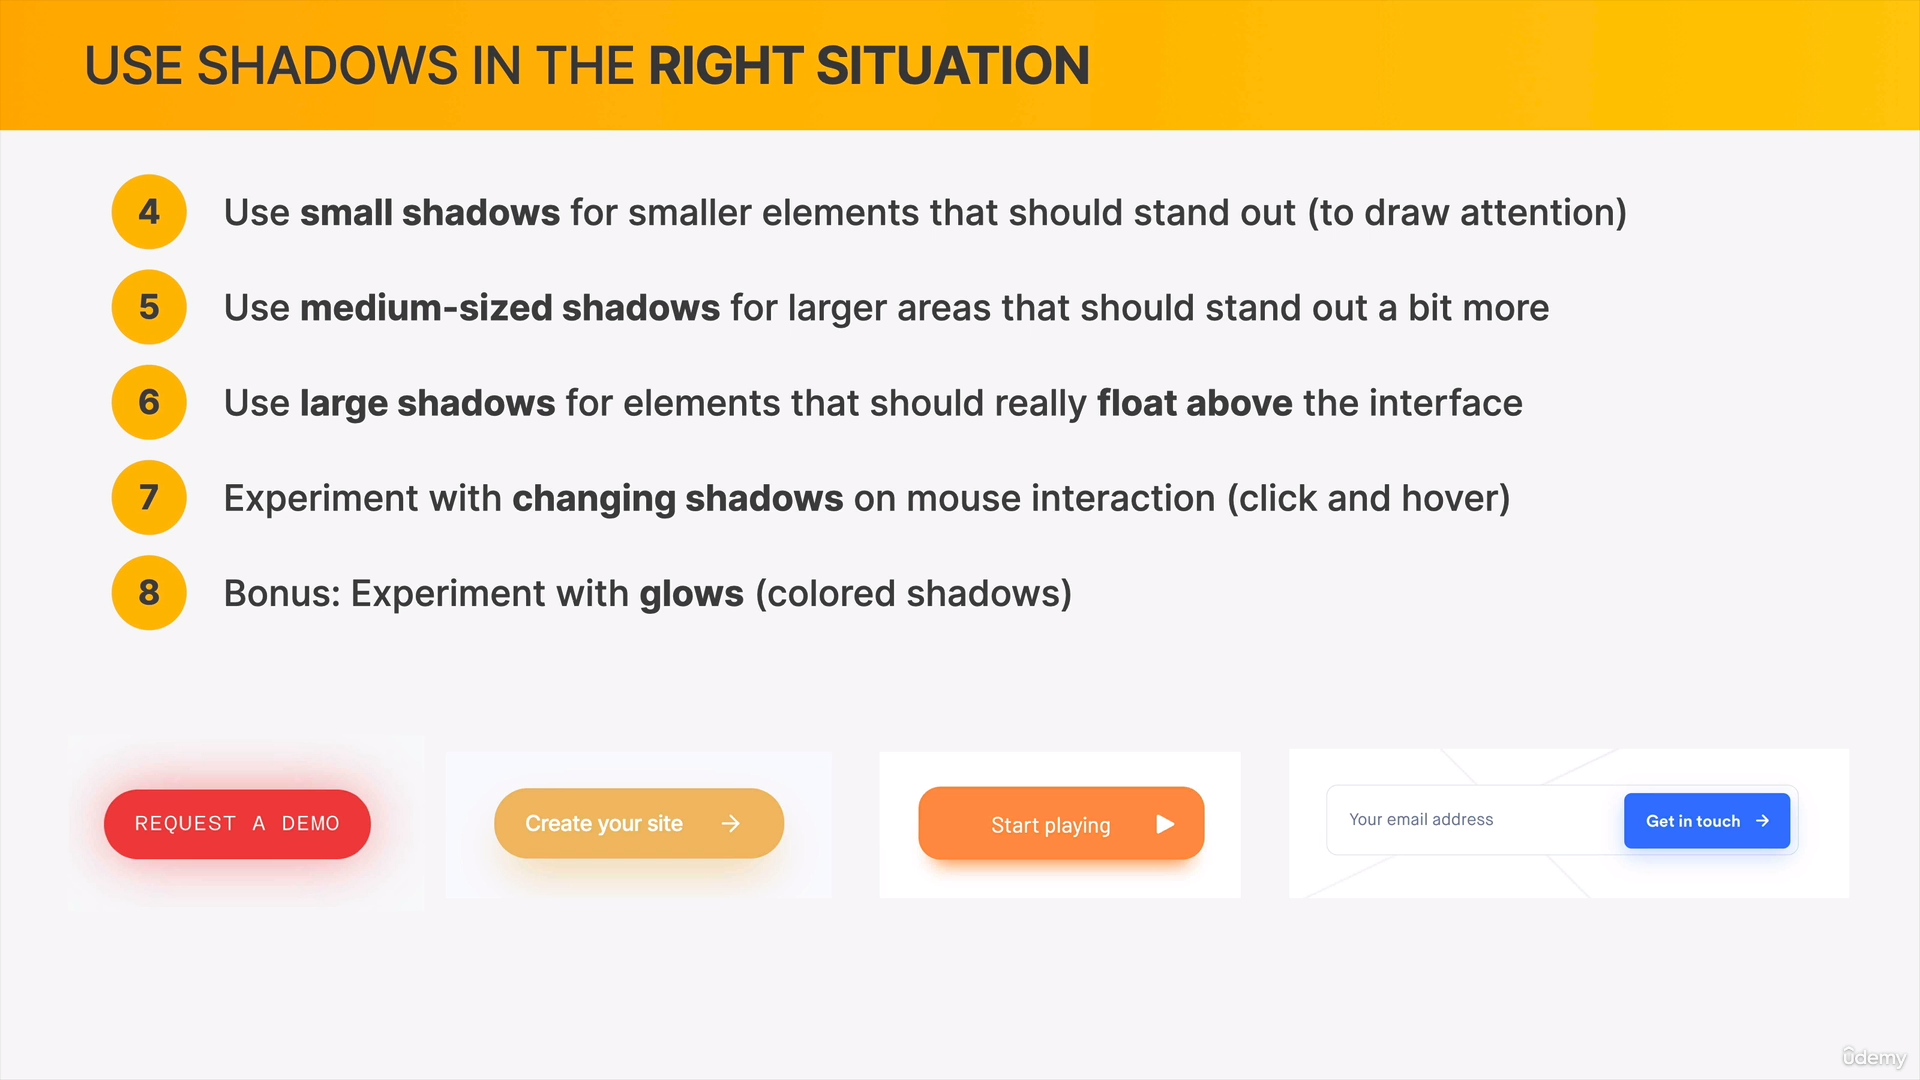 USE SHADOWS IN THE RIGHT SITUATION
4 Use small shadows for smaller elements that should stand out (to draw attention)
5 Use medium-sized shadows for larger areas that should stand out a bit more
6 Use large shadows for elements that should really float above the interface
7 Experiment with changing shadows on mouse interaction (click and hover)
8 Bonus: Experiment with glows (colored shadows)
REQUEST A DEMO
Create your site →
Start playing
Your email address
Get in touch →
ûdemy